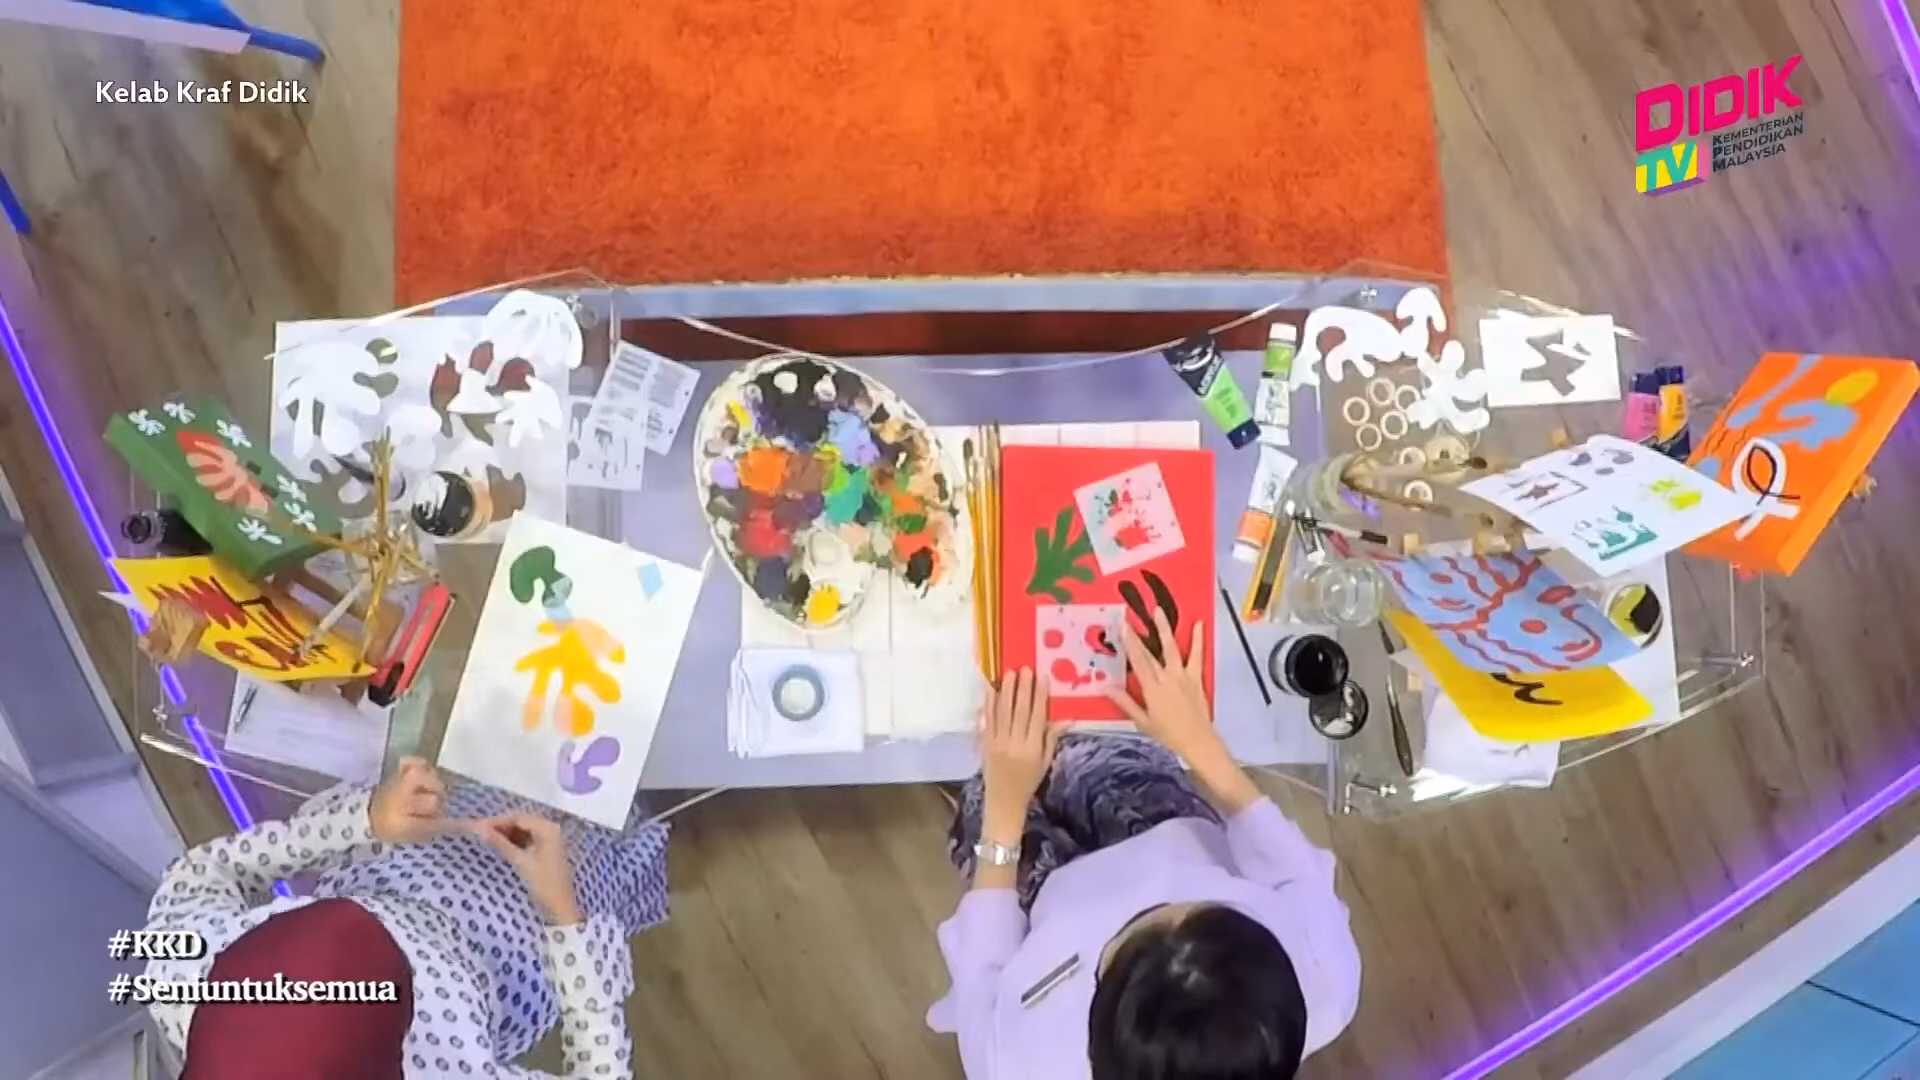 Kelab Kraf Didik
DIDIK
TV
KEMENTERIAN
PENDIDIKAN
MALAYSIA
#KKD
#Seniuntuksemua